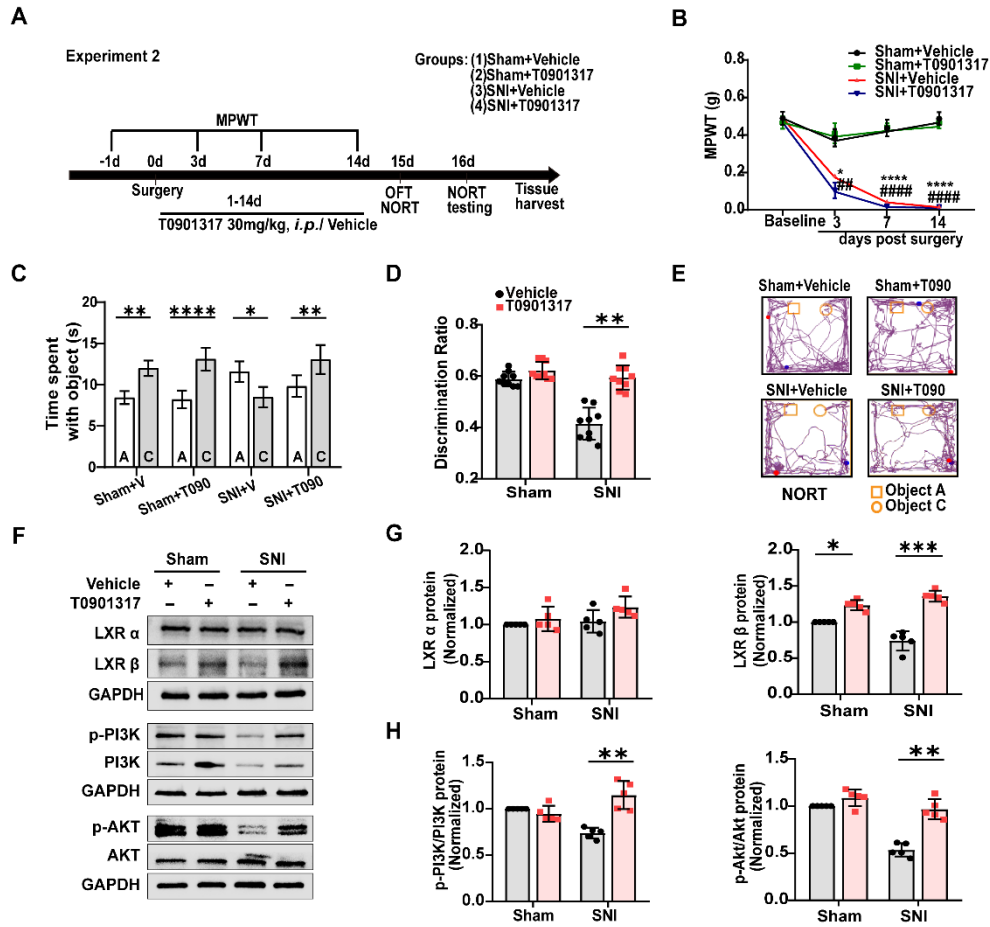 A
Experiment 2
Groups: (1)Sham+Vehicle
(2)Sham+T0901317
(3)SNI+Vehicle
(4)SNI+T0901317
MPWT
-1d 0d 3d 7d 14d 15d 16d
Surgery
OFT
NORT
NORT
testing
Tissue
harvest
1-14d
T0901317 30mg/kg, i.p./ Vehicle
B
Sham+Vehicle
Sham+T0901317
SNI+Vehicle
SNI+T0901317
MPWT (g)
0.8
0.6
0.4
0.2
0.0
*
##
****
####
****
####
Baseline 3 7 14
days post surgery
C
Time spent
with object (s)
20
15
10
5
0
** **** * **
A C A C A C A C
Sham+V Sham+T090 SNI+V SNI+T090
D
Vehicle
T0901317
Discrimination Ratio
0.8
0.6
0.4
0.2
**
Sham SNI
E
Sham+Vehicle Sham+T090
SNI+Vehicle SNI+T090
NORT
Object A
Object C
F
Sham SNI
Vehicle + – + –
T0901317 – + – +
LXR α
LXR β
GAPDH
p-PI3K
PI3K
GAPDH
p-AKT
AKT
GAPDH
G
LXR α protein
(Normalized)
2.0
1.5
1.0
0.5
0.0
Sham SNI
LXR β protein
(Normalized)
2.0
1.5
1.0
0.5
0.0
* ***
Sham SNI
H
p-PI3K/PI3K protein
(Normalized)
1.5
1.0
0.5
0.0
**
Sham SNI
p-Akt/Akt protein
(Normalized)
1.5
1.0
0.5
0.0
**
Sham SNI